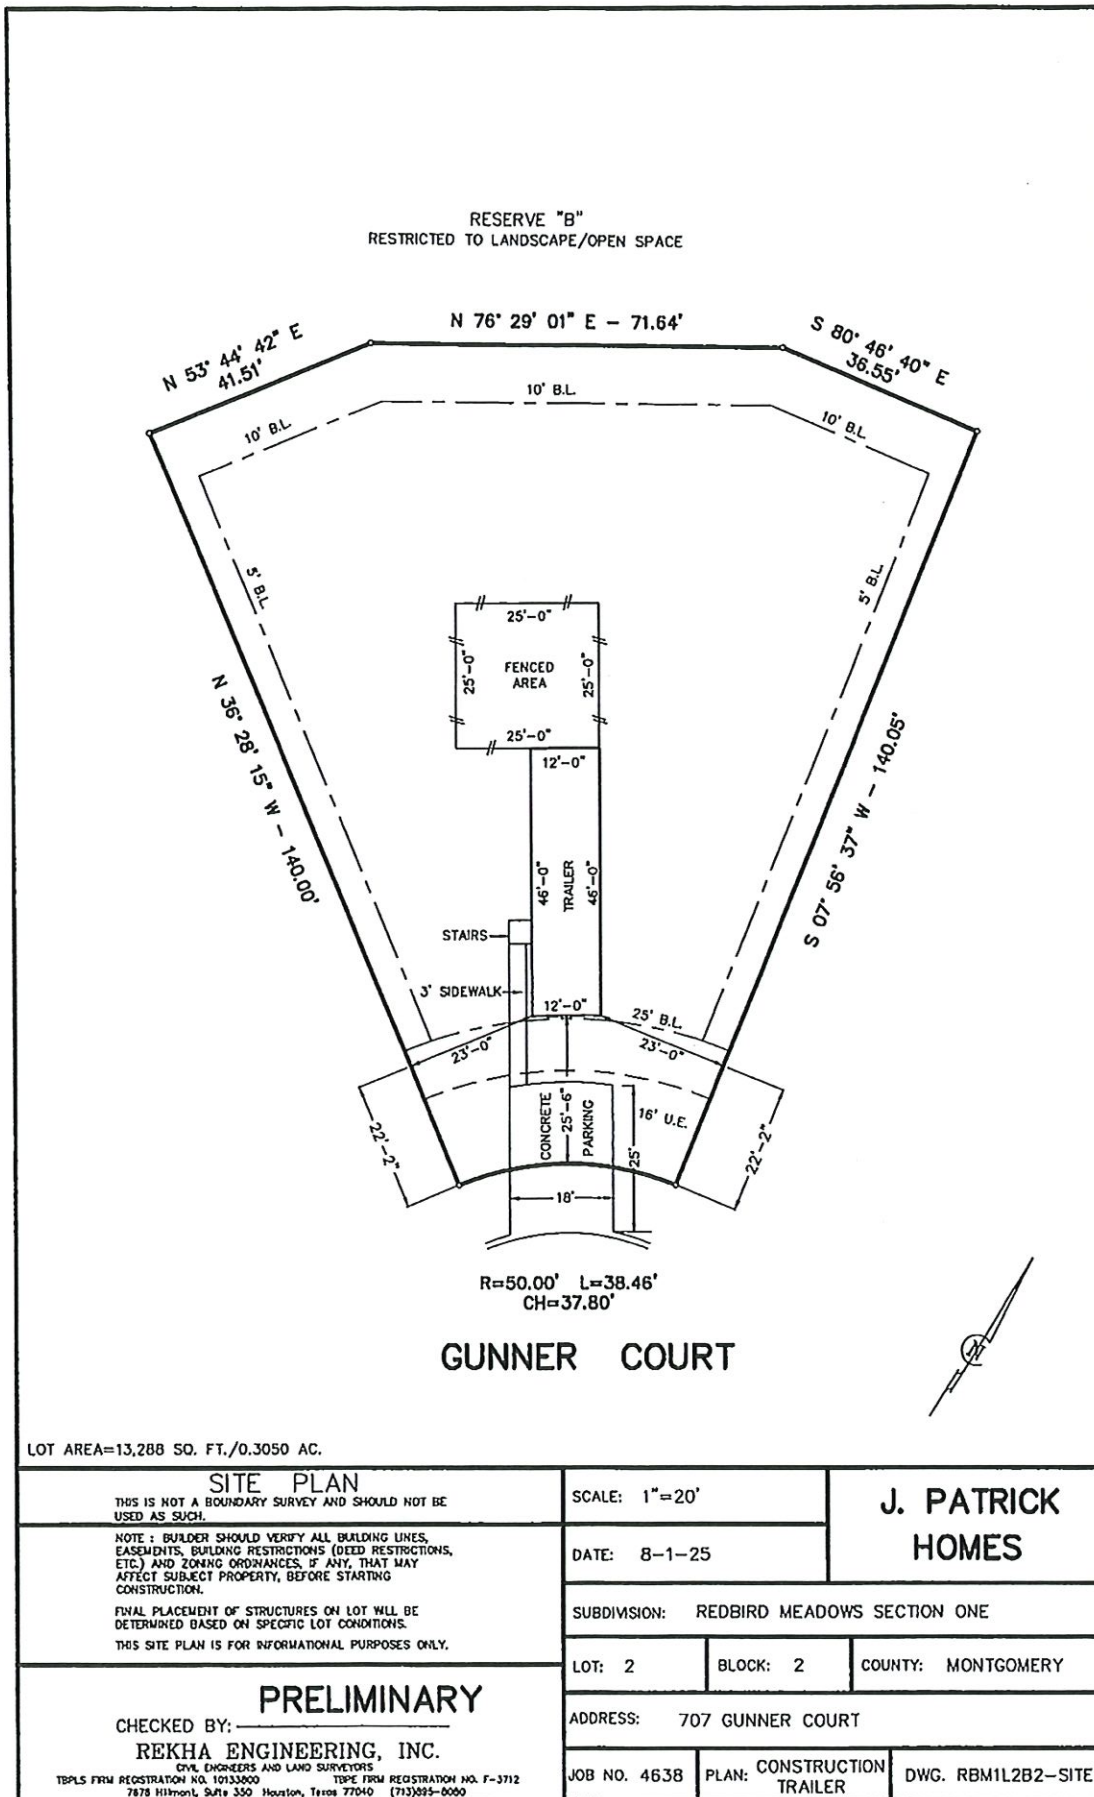 RESERVE "B"
RESTRICTED TO LANDSCAPE/OPEN SPACE
N 76° 29' 01" E - 71.64'
N 53° 44' 42" E
41.51'
S 80° 46' 40" E
36.55'
10' B.L.
10' B.L.
10' B.L.
5' B.L.
5' B.L.
25'-0"
25'-0"
FENCED
AREA
25'-0"
25'-0"
N 36° 28' 15" W - 140.00'
S 07° 56' 37" W - 140.05'
12'-0"
46'-0"
TRAILER
46'-0"
STAIRS
3' SIDEWALK
12'-0"
25' B.L.
23'-0"
23'-0"
22'-2"
CONCRETE
25'-6"
PARKING
16' U.E.
25'
22'-2"
18'
R=50.00' L=38.46'
CH=37.80'
GUNNER COURT
N
LOT AREA=13,288 SQ. FT./0.3050 AC.
SITE PLAN
THIS IS NOT A BOUNDARY SURVEY AND SHOULD NOT BE
USED AS SUCH.
NOTE : BUILDER SHOULD VERIFY ALL BUILDING LINES,
EASEMENTS, BUILDING RESTRICTIONS (DEED RESTRICTIONS,
ETC.) AND ZONING ORDINANCES, IF ANY, THAT MAY
AFFECT SUBJECT PROPERTY, BEFORE STARTING
CONSTRUCTION.
FINAL PLACEMENT OF STRUCTURES ON LOT WILL BE
DETERMINED BASED ON SPECIFIC LOT CONDITIONS.
THIS SITE PLAN IS FOR INFORMATIONAL PURPOSES ONLY.
PRELIMINARY
CHECKED BY:
REKHA ENGINEERING, INC.
CIVIL ENGINEERS AND LAND SURVEYORS
TBPLS FIRM REGISTRATION NO. 10133800 TBPE FIRM REGISTRATION NO. F-3712
7676 Hillmont, Suite 350 Houston, Texas 77040 (713)895-8080
SCALE: 1"=20'
DATE: 8-1-25
J. PATRICK
HOMES
SUBDIVISION: REDBIRD MEADOWS SECTION ONE
LOT: 2 BLOCK: 2 COUNTY: MONTGOMERY
ADDRESS: 707 GUNNER COURT
JOB NO. 4638 PLAN: CONSTRUCTION
TRAILER
DWG. RBM1L2B2-SITE